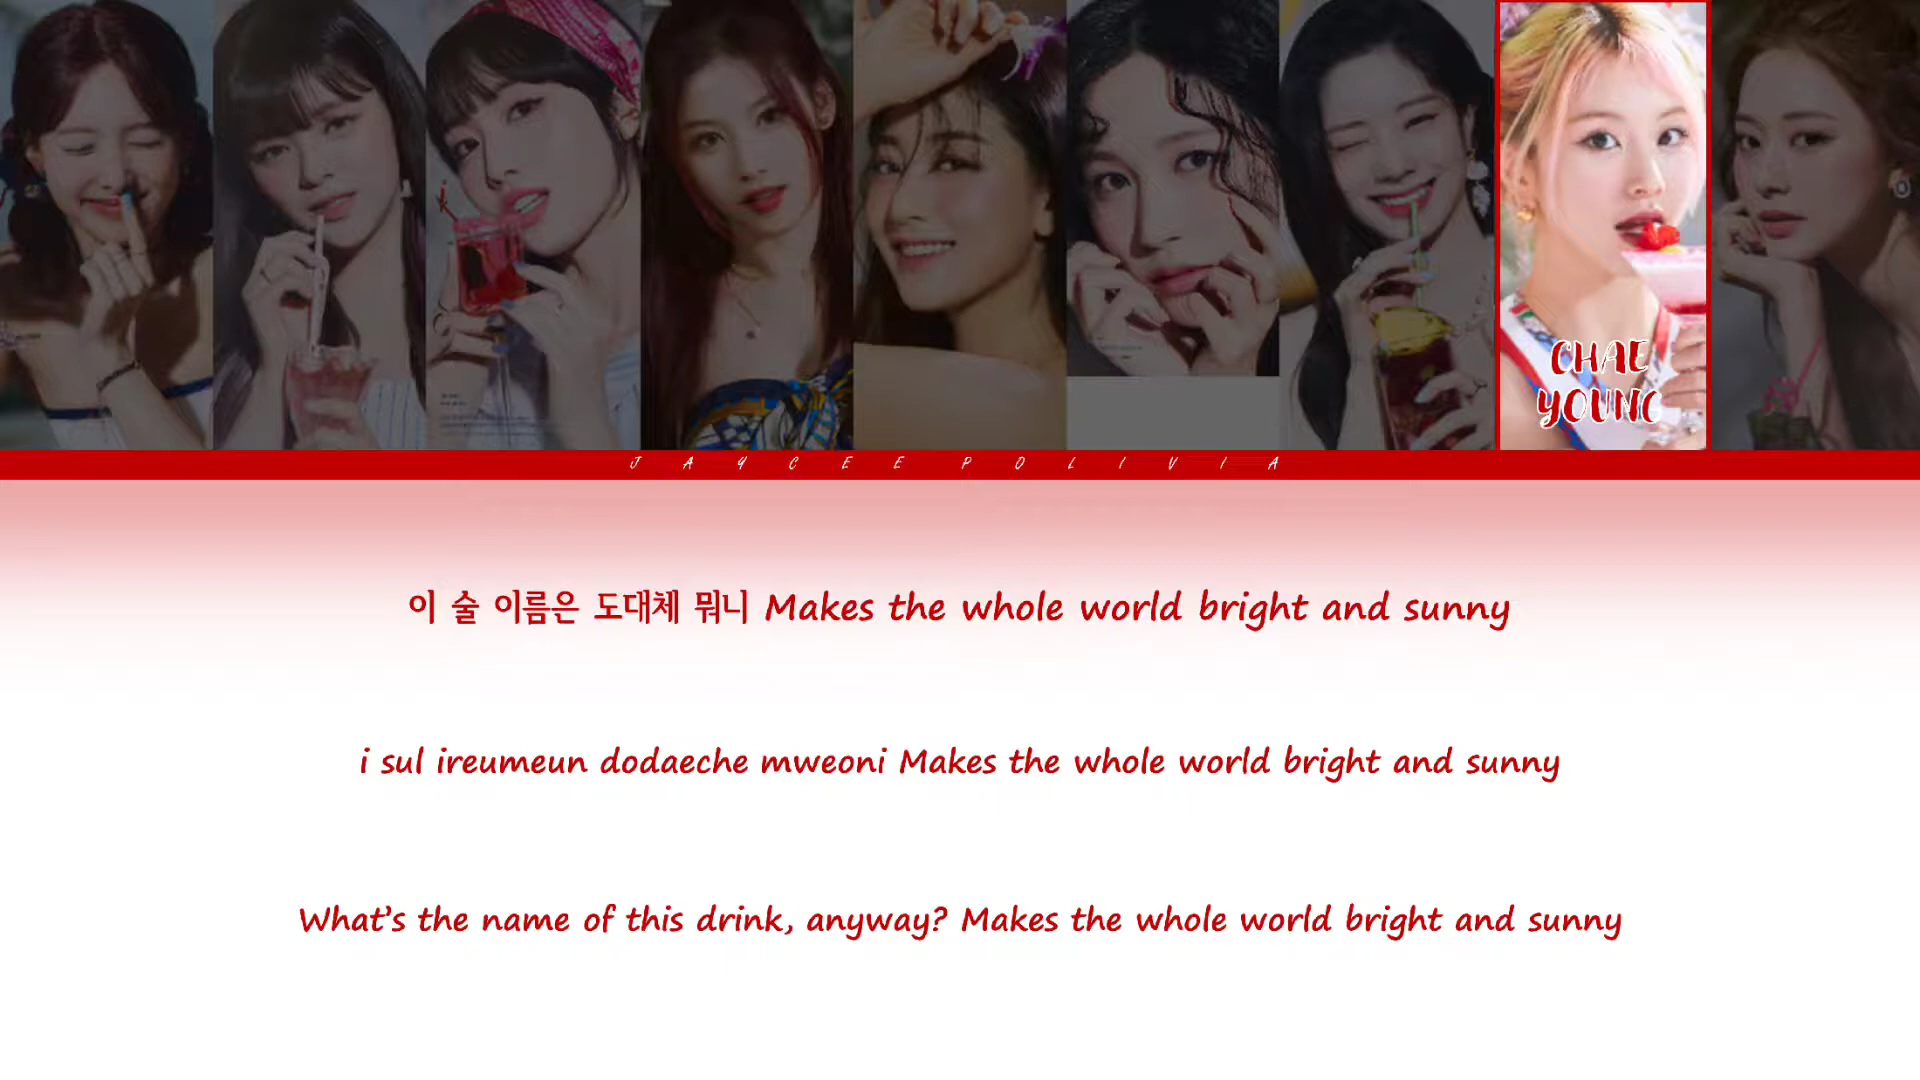 CHAE
YOUNG
JAYCEE POLIVIA
이 술 이름은 도대체 뭐니 Makes the whole world bright and sunny
i sul ireumeun dodaeche mweoni Makes the whole world bright and sunny
What's the name of this drink, anyway? Makes the whole world bright and sunny